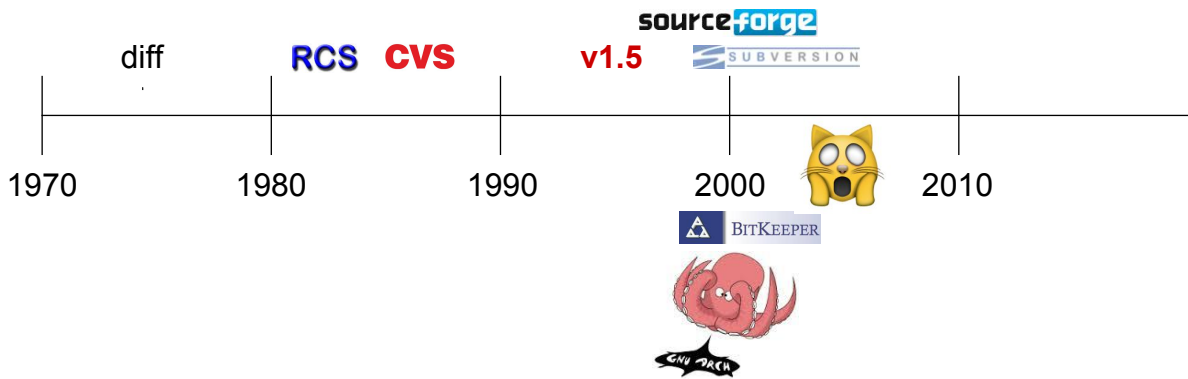 sourceforge
diff RCS CVS v1.5 SUBVERSION
1970 1980 1990 2000 2010
BITKEEPER
GNU ARCH